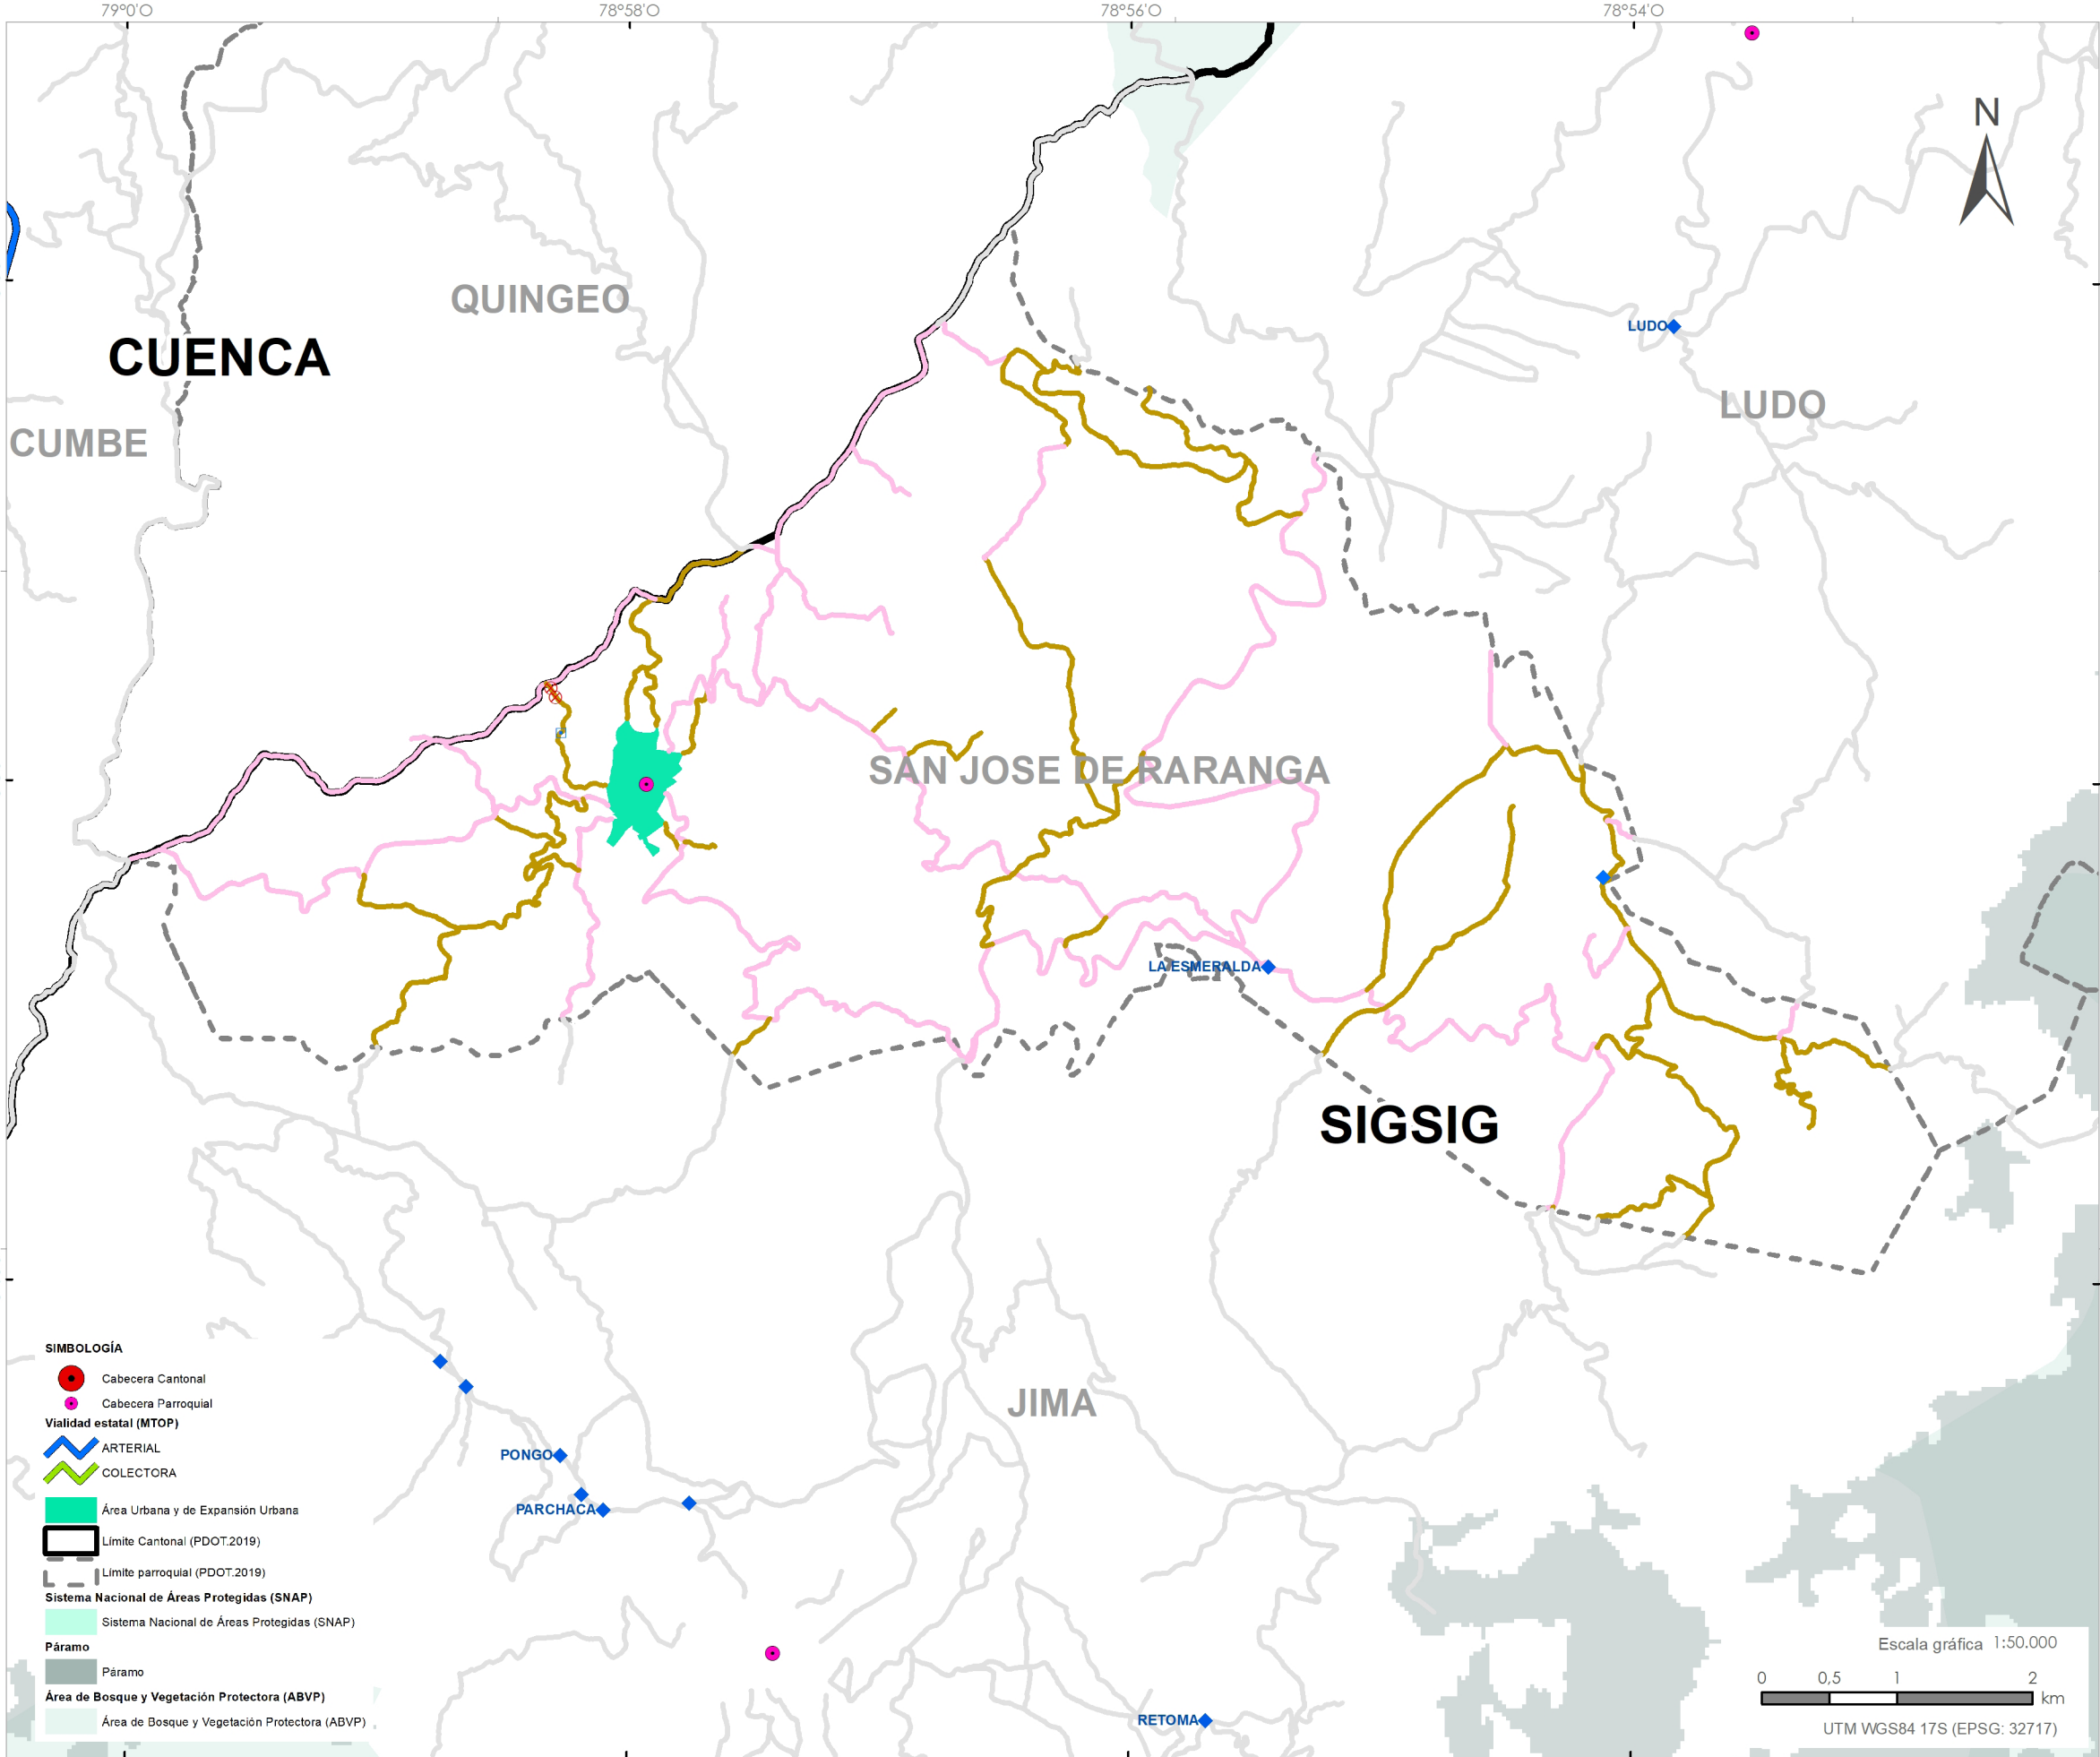 79°0'O
78°58'O
78°56'O
78°54'O
N
QUINGEO
CUENCA
LUDO
LUDO
CUMBE
SAN JOSE DE RARANGA
LA ESMERALDA
SIGSIG
JIMA
PONGO
PARCHACA
RETOMA
SIMBOLOGÍA
Cabecera Cantonal
Cabecera Parroquial
Vialidad estatal (MTOP)
ARTERIAL
COLECTORA
Área Urbana y de Expansión Urbana
Límite Cantonal (PDOT.2019)
Límite parroquial (PDOT.2019)
Sistema Nacional de Áreas Protegidas (SNAP)
Sistema Nacional de Áreas Protegidas (SNAP)
Páramo
Páramo
Área de Bosque y Vegetación Protectora (ABVP)
Área de Bosque y Vegetación Protectora (ABVP)
Escala gráfica 1:50.000
0 0,5 1 2
km
UTM WGS84 17S (EPSG: 32717)